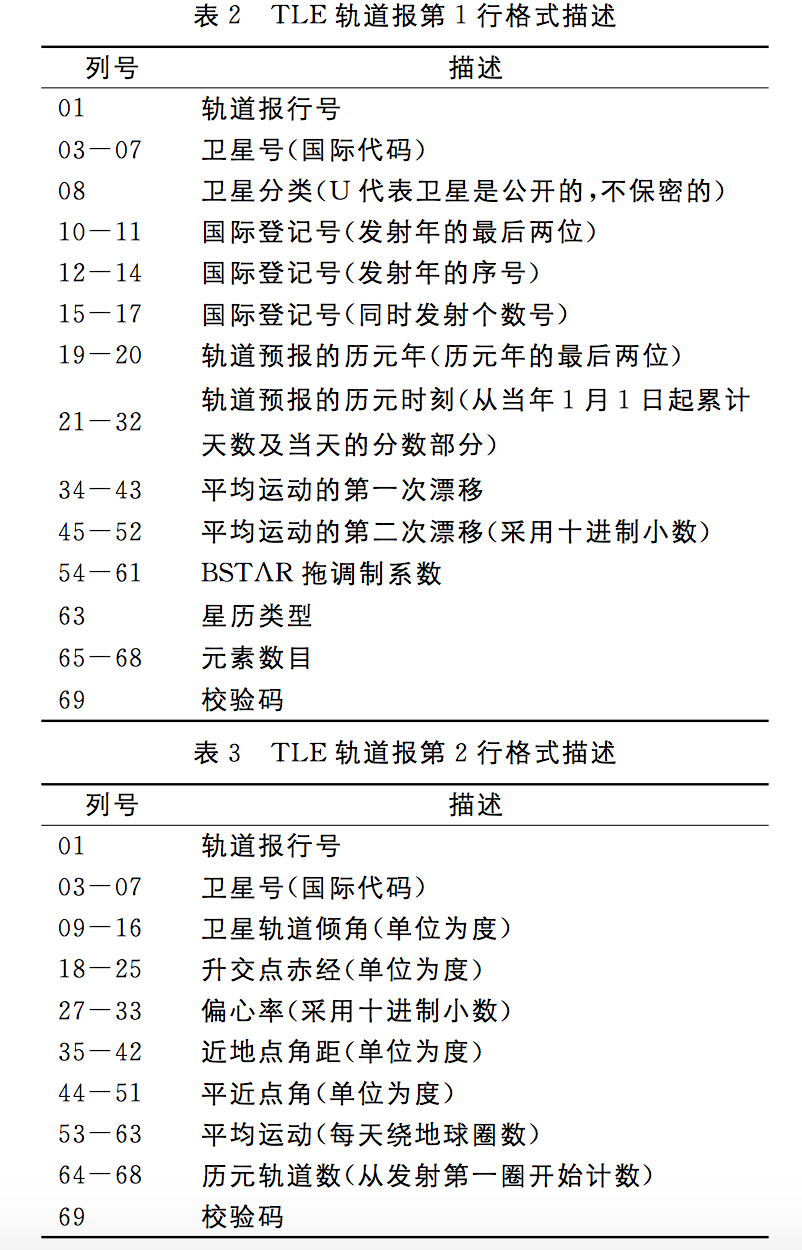 表 2 TLE 轨道报第 1 行格式描述
列号 描述
01 轨道报行号
03—07 卫星号(国际代码)
08 卫星分类(U 代表卫星是公开的,不保密的)
10—11 国际登记号(发射年的最后两位)
12—14 国际登记号(发射年的序号)
15—17 国际登记号(同时发射个数号)
19—20 轨道预报的历元年(历元年的最后两位)
21—32 轨道预报的历元时刻(从当年 1 月 1 日起累计
天数及当天的分数部分)
34—43 平均运动的第一次漂移
45—52 平均运动的第二次漂移(采用十进制小数)
54—61 BSTAR 拖调制系数
63 星历类型
65—68 元素数目
69 校验码
表 3 TLE 轨道报第 2 行格式描述
列号 描述
01 轨道报行号
03—07 卫星号(国际代码)
09—16 卫星轨道倾角(单位为度)
18—25 升交点赤经(单位为度)
27—33 偏心率(采用十进制小数)
35—42 近地点角距(单位为度)
44—51 平近点角(单位为度)
53—63 平均运动(每天绕地球圈数)
64—68 历元轨道数(从发射第一圈开始计数)
69 校验码